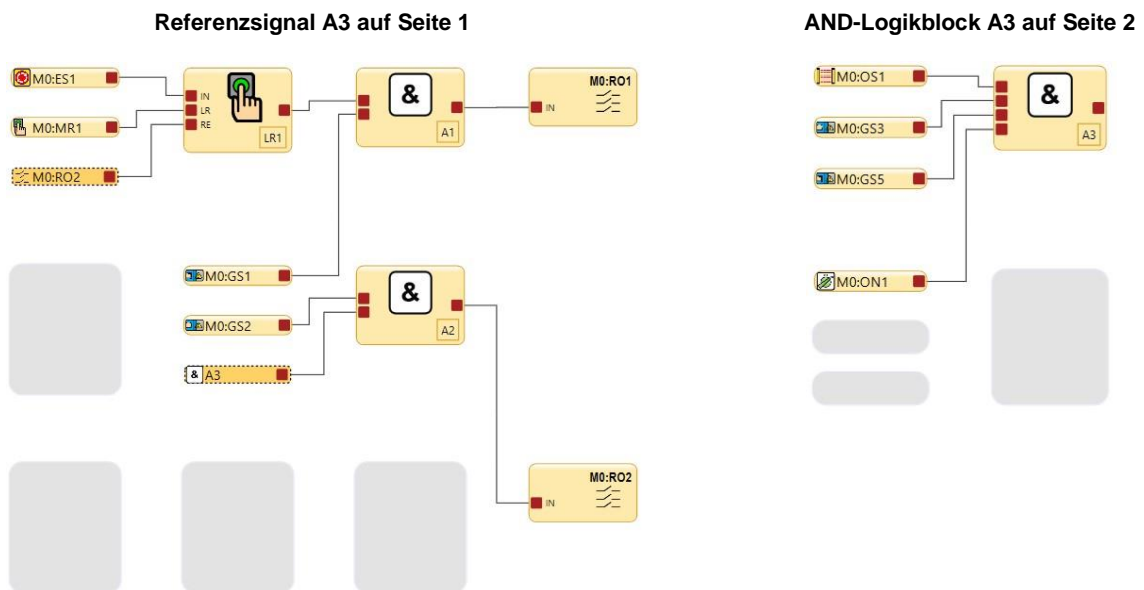 Referenzsignal A3 auf Seite 1
M0:ES1
M0:MR1
M0:RO2
IN
LR
RE
LR1
&
A1
M0:RO1
IN
M0:GS1
M0:GS2
& A3
&
A2
M0:RO2
IN
AND-Logikblock A3 auf Seite 2
M0:OS1
M0:GS3
M0:GS5
M0:ON1
&
A3